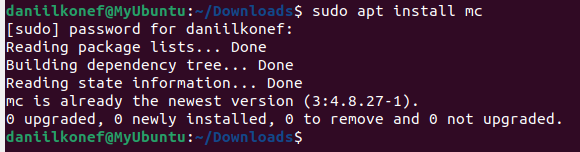 daniilkonef@MyUbuntu:~/Downloads$ sudo apt install mc
[sudo] password for daniilkonef:
Reading package lists... Done
Building dependency tree... Done
Reading state information... Done
mc is already the newest version (3:4.8.27-1).
0 upgraded, 0 newly installed, 0 to remove and 0 not upgraded.
daniilkonef@MyUbuntu:~/Downloads$